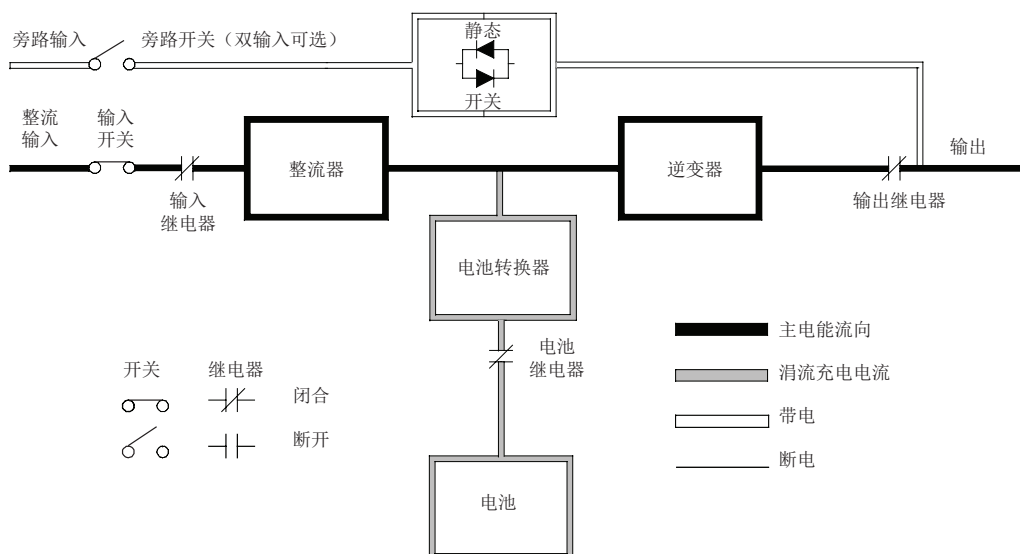 旁路输入
旁路开关（双输入可选）
静态
开关
整流
输入
输入
开关
输入
继电器
整流器
逆变器
输出
输出继电器
电池转换器
电池
继电器
电池
开关
继电器
闭合
断开
主电能流向
涓流充电电流
带电
断电